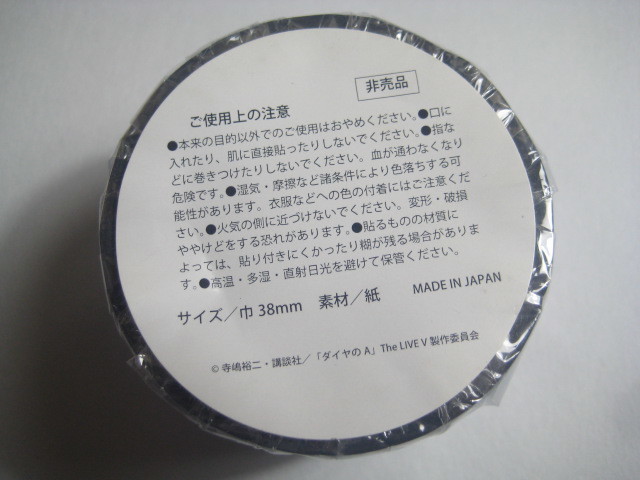 非売品
ご使用上の注意
●本来の目的以外でのご使用はおやめください。●口に
入れたり、肌に直接貼ったりしないでください。●指な
どに巻きつけたりしないでください。血が通わなくなり
危険です。●湿気・摩擦など諸条件により色落ちする可
能性があります。衣服などへの色の付着にはご注意くだ
さい。●火気の側に近づけないでください。変形・破損
ややけどをする恐れがあります。●貼るものの材質に
よっては、貼り付きにくかったり糊が残る場合がありま
す。●高温・多湿・直射日光を避けて保管ください。
サイズ／巾 38mm 素材／紙 MADE IN JAPAN
© 寺嶋裕二・講談社／「ダイヤの A」The LIVE V 製作委員会